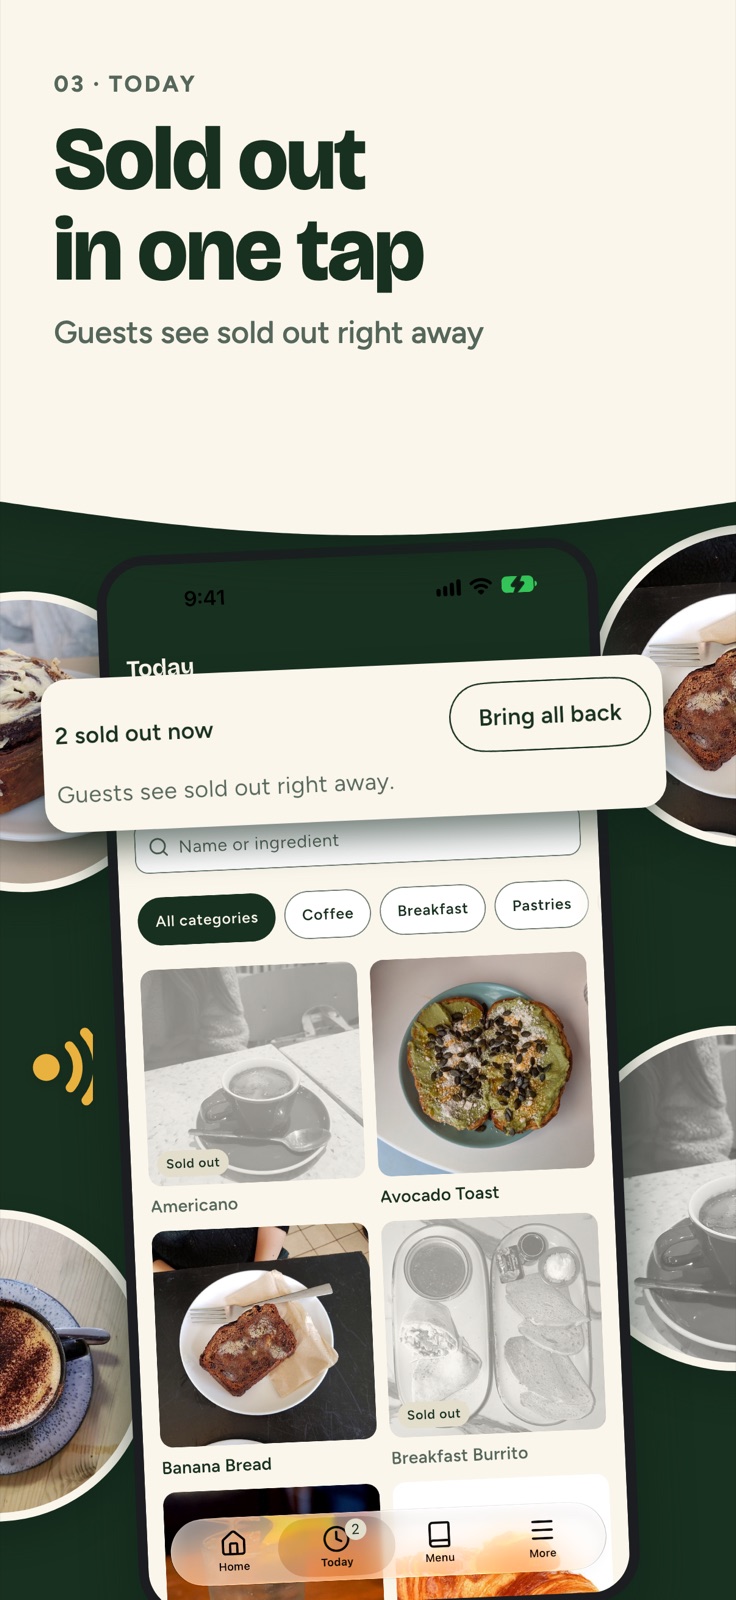 03 · TODAY
Sold out
in one tap
Guests see sold out right away
9:41
Today
2 sold out now
Bring all back
Guests see sold out right away.
Name or ingredient
All categories
Coffee
Breakfast
Pastries
Sold out
Americano
Avocado Toast
Sold out
Banana Bread
Breakfast Burrito
Home
2
Today
Menu
More